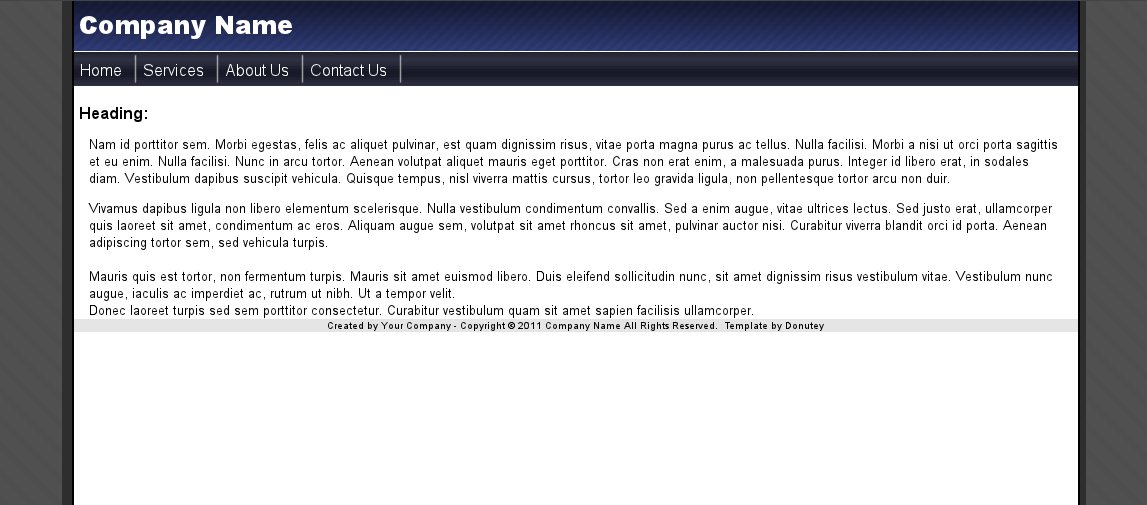 Company Name
Home Services About Us Contact Us
Heading:
Nam id porttitor sem. Morbi egestas, felis ac aliquet pulvinar, est quam dignissim risus, vitae porta magna purus ac tellus. Nulla facilisi. Morbi a nisi ut orci porta sagittis
et eu enim. Nulla facilisi. Nunc in arcu tortor. Aenean volutpat aliquet mauris eget porttitor. Cras non erat enim, a malesuada purus. Integer id libero erat, in sodales
diam. Vestibulum dapibus suscipit vehicula. Quisque tempus, nisl viverra mattis cursus, tortor leo gravida ligula, non pellentesque tortor arcu non duir.
Vivamus dapibus ligula non libero elementum scelerisque. Nulla vestibulum condimentum convallis. Sed a enim augue, vitae ultrices lectus. Sed justo erat, ullamcorper
quis laoreet sit amet, condimentum ac eros. Aliquam augue sem, volutpat sit amet rhoncus sit amet, pulvinar auctor nisi. Curabitur viverra blandit orci id porta. Aenean
adipiscing tortor sem, sed vehicula turpis.
Mauris quis est tortor, non fermentum turpis. Mauris sit amet euismod libero. Duis eleifend sollicitudin nunc, sit amet dignissim risus vestibulum vitae. Vestibulum nunc
augue, iaculis ac imperdiet ac, rutrum ut nibh. Ut a tempor velit.
Donec laoreet turpis sed sem porttitor consectetur. Curabitur vestibulum quam sit amet sapien facilisis ullamcorper.
Created by Your Company - Copyright © 2011 Company Name All Rights Reserved. Template by Donutey